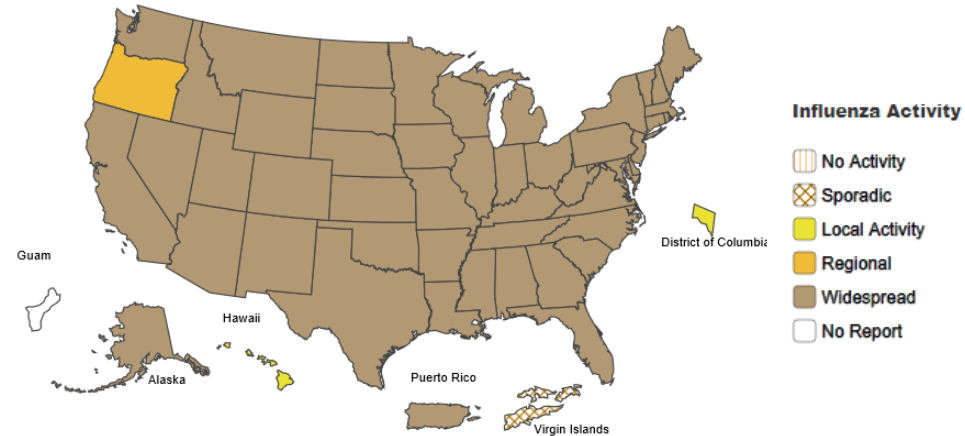 Influenza Activity
No Activity
Sporadic
Local Activity
District of Columbia
Guam
Regional
Widespread
Hawaii
No Report
Alaska
Puerto Rico
Virgin Islands